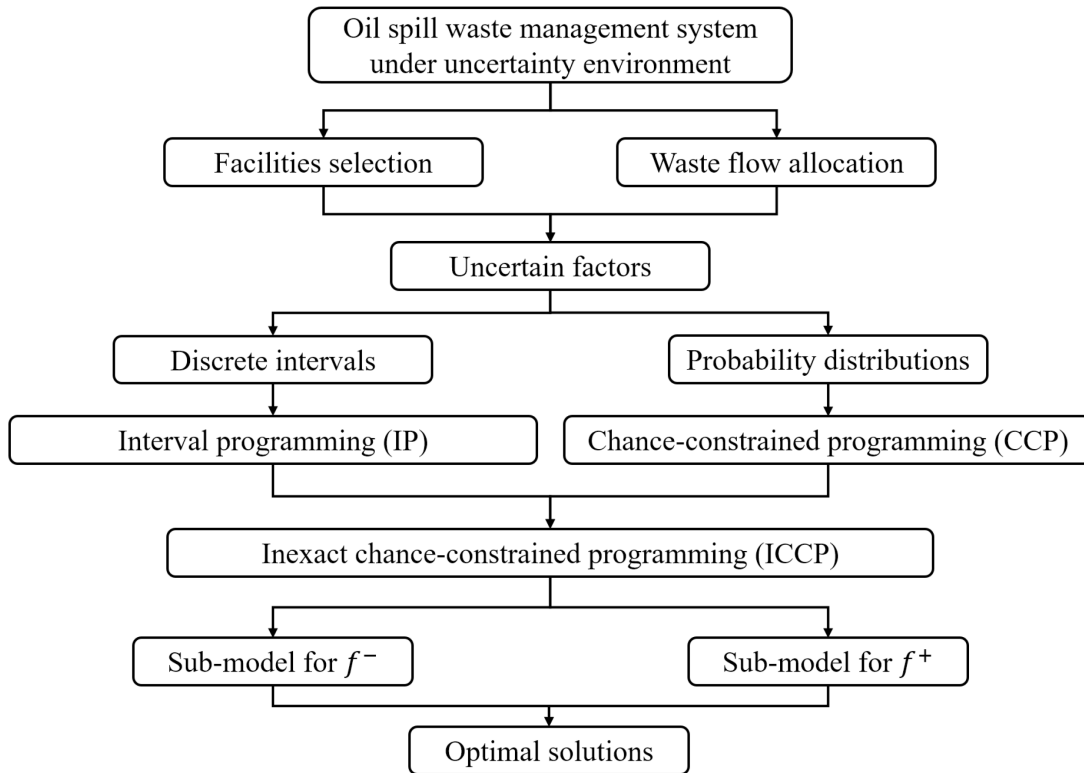 Oil spill waste management system
under uncertainty environment
Facilities selection
Waste flow allocation
Uncertain factors
Discrete intervals
Probability distributions
Interval programming (IP)
Chance-constrained programming (CCP)
Inexact chance-constrained programming (ICCP)
Sub-model for f⁻
Sub-model for f⁺
Optimal solutions